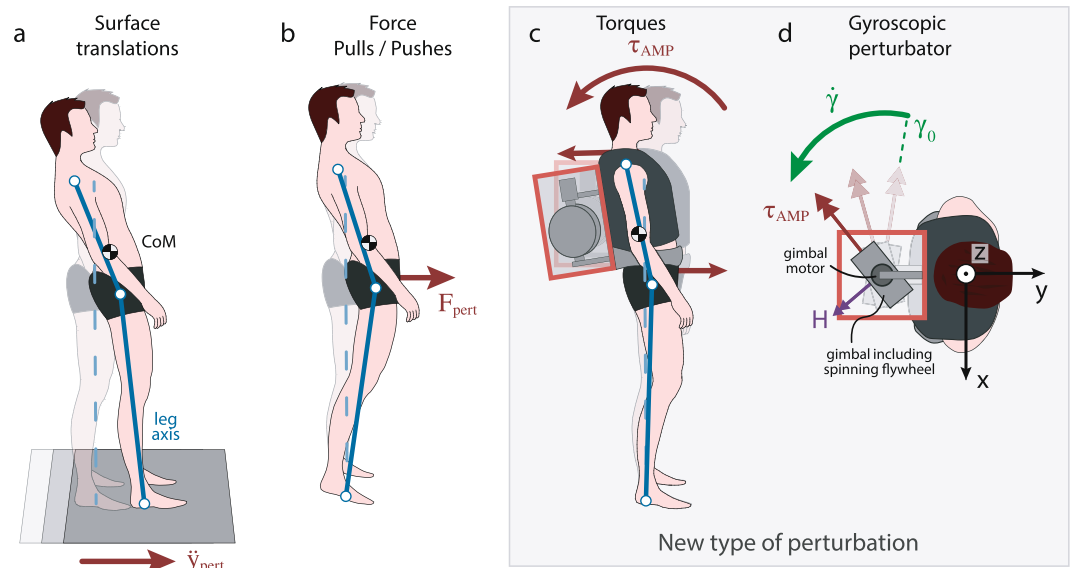 a
Surface
translations
CoM
leg
axis
ÿpert
b
Force
Pulls / Pushes
Fpert
c
Torques
τAMP
d
Gyroscopic
perturbator
γ̇
γ0
τAMP
gimbal
motor
H
z
y
x
gimbal including
spinning flywheel
New type of perturbation